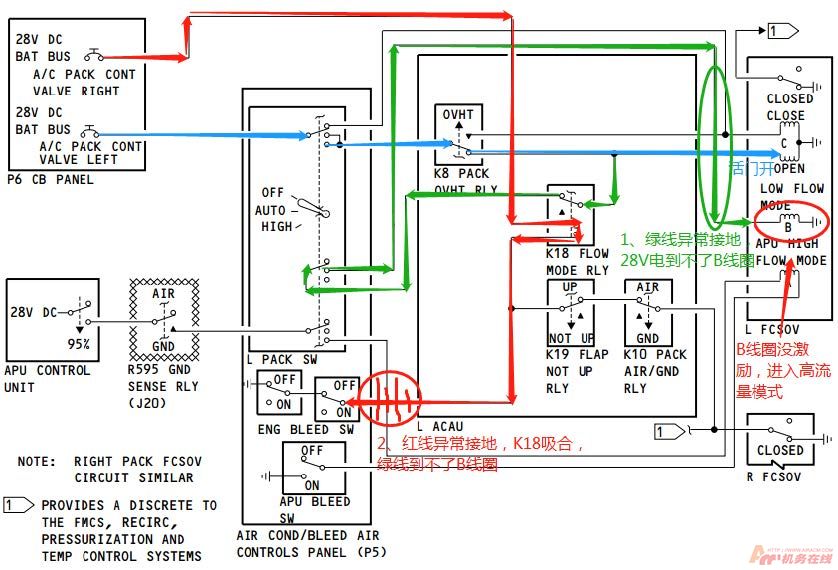 28V DC
BAT BUS
A/C PACK CONT
VALVE RIGHT
28V DC
BAT BUS
A/C PACK CONT
VALVE LEFT
P6 CB PANEL
OFF
AUTO
HIGH
L PACK SW
OVHT
K8 PACK
OVHT RLY
K18 FLOW
MODE RLY
UP
NOT UP
K19 FLAP
NOT UP
RLY
AIR
GND
K10 PACK
AIR/GND
RLY
L ACAU
1
CLOSED
CLOSE
C
OPEN
活门开
LOW FLOW
MODE
B
APU HIGH
FLOW MODE
A
L FCSOV
1、绿线异常接地，
28V电到不了B线圈
B线圈没激
励，进入高流
量模式
28V DC
95%
APU CONTROL
UNIT
AIR
GND
R595 GND
SENSE RLY
(J20)
OFF
ON
OFF
ON
ENG BLEED SW
2、红线异常接地，K18吸合，
绿线到不了B线圈
OFF
ON
APU BLEED
SW
AIR COND/BLEED AIR
CONTROLS PANEL (P5)
1
CLOSED
R FCSOV
NOTE: RIGHT PACK FCSOV
CIRCUIT SIMILAR
1 PROVIDES A DISCRETE TO
THE FMCS, RECIRC,
PRESSURIZATION AND
TEMP CONTROL SYSTEMS
机务在线